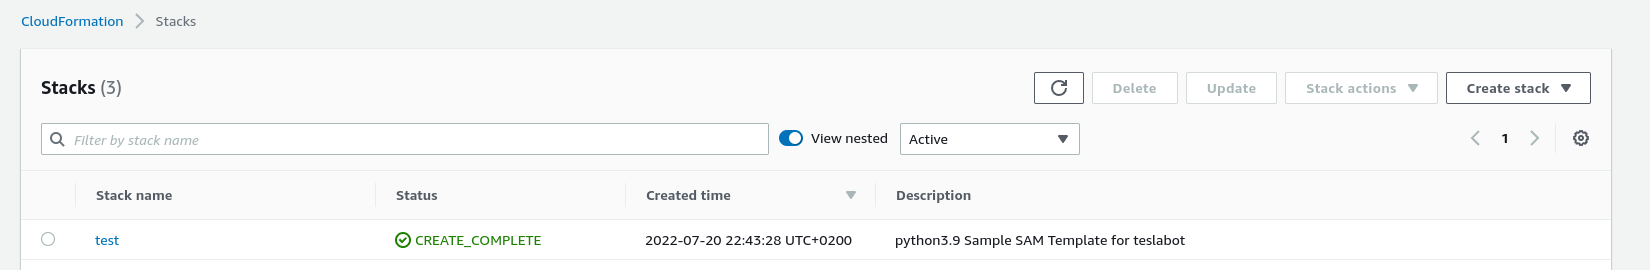 CloudFormation > Stacks
Stacks (3)
Delete
Update
Stack actions
Create stack
Filter by stack name
View nested
Active
1
Stack name Status Created time Description
test CREATE_COMPLETE 2022-07-20 22:43:28 UTC+0200 python3.9 Sample SAM Template for teslabot